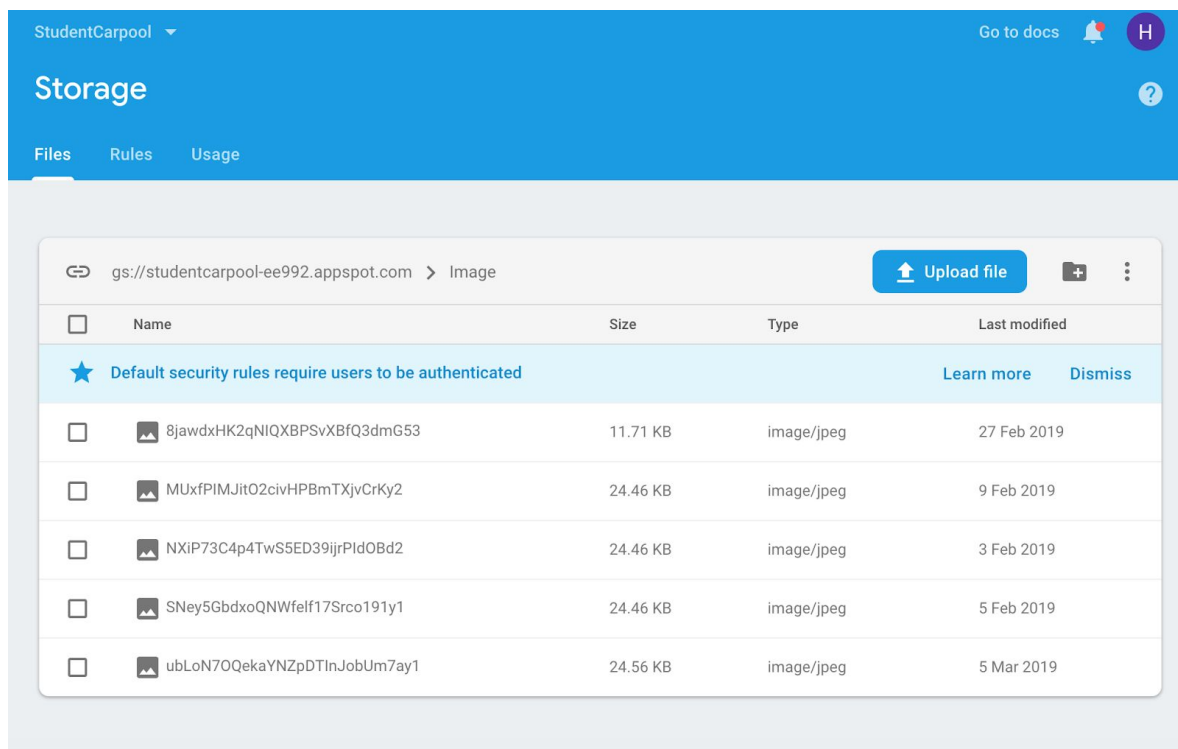 StudentCarpool Go to docs H
Storage
Files Rules Usage
gs://studentcarpool-ee992.appspot.com > Image Upload file
Name Size Type Last modified
Default security rules require users to be authenticated Learn more Dismiss
8jawdxHK2qNIQXBPSvXBfQ3dmG53 11.71 KB image/jpeg 27 Feb 2019
MUxfPIMJitO2civHPBmTXjvCrKy2 24.46 KB image/jpeg 9 Feb 2019
NXiP73C4p4TwS5ED39ijrPIdOBd2 24.46 KB image/jpeg 3 Feb 2019
SNey5GbdxoQNWfelf17Srco191y1 24.46 KB image/jpeg 5 Feb 2019
ubLoN7OQekaYNZpDTInJobUm7ay1 24.56 KB image/jpeg 5 Mar 2019